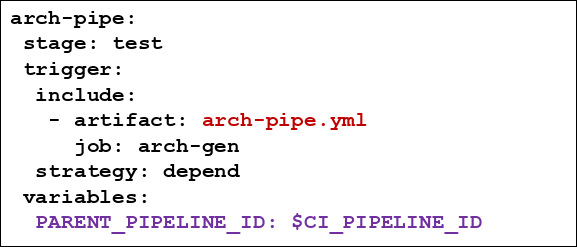 arch-pipe:
 stage: test
 trigger:
  include:
   - artifact: arch-pipe.yml
     job: arch-gen
  strategy: depend
 variables:
  PARENT_PIPELINE_ID: $CI_PIPELINE_ID